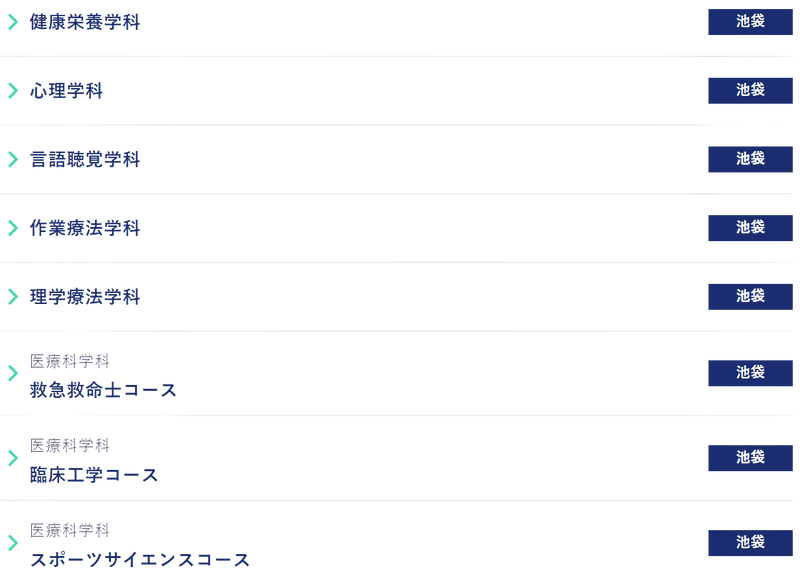 健康栄養学科
池袋
心理学科
池袋
言語聴覚学科
池袋
作業療法学科
池袋
理学療法学科
池袋
医療科学科
救急救命士コース
池袋
医療科学科
臨床工学コース
池袋
医療科学科
スポーツサイエンスコース
池袋